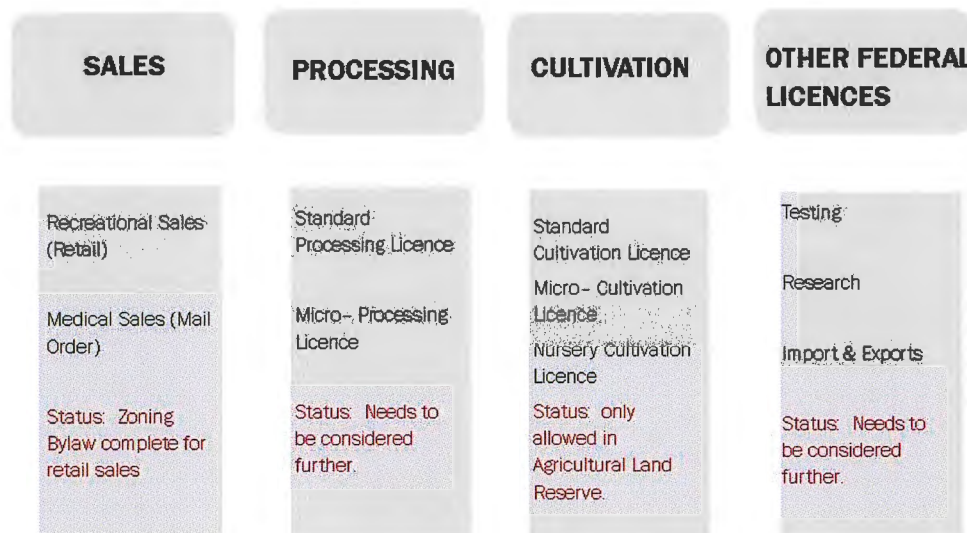 SALES
Recreational Sales
(Retail)
Medical Sales (Mail
Order)
Status: Zoning
Bylaw complete for
retail sales
PROCESSING
Standard
Processing Licence
Micro- Processing
Licence
Status: Needs to
be considered
further.
CULTIVATION
Standard
Cultivation Licence
Micro- Cultivation
Licence
Nursery Cultivation
Licence
Status: only
allowed in
Agricultural Land
Reserve.
OTHER FEDERAL
LICENCES
Testing
Research
Import & Exports
Status: Needs to
be considered
further.